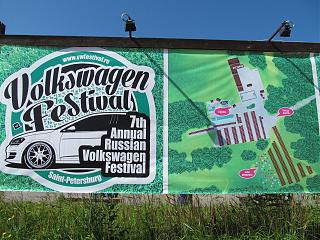 www.vwfestival.ru
Volkswagen
Festival
7th
Annual
Russian
Volkswagen
Festival
Saint-Petersburg